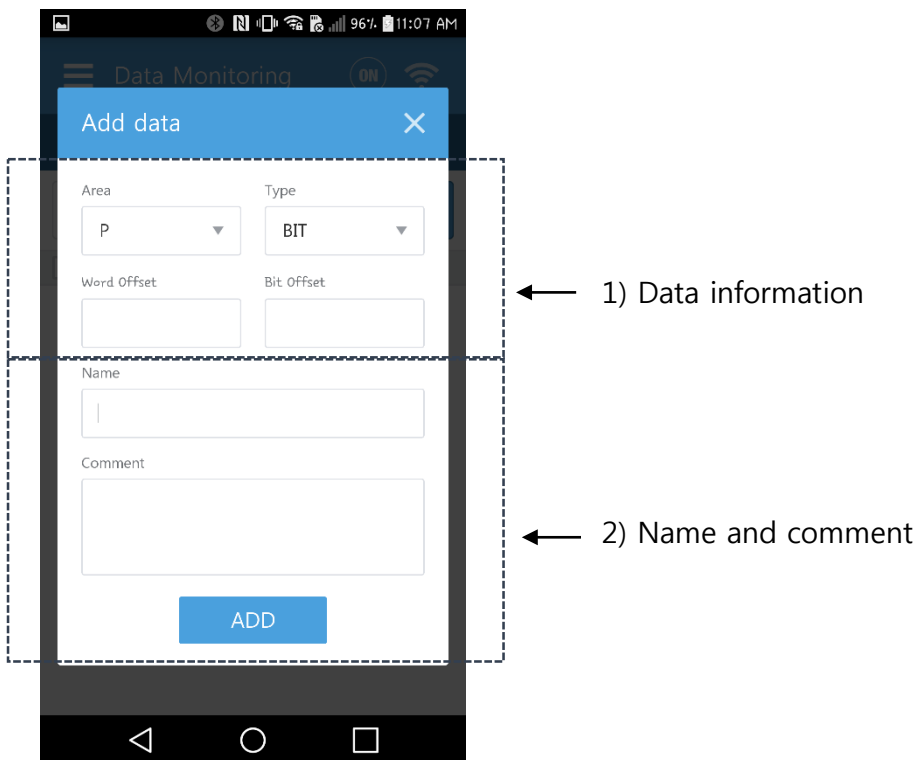 96% 11:07 AM
Data Monitoring ON
Add data
Area Type
P BIT
Word Offset Bit Offset
1) Data information
Name
Comment
2) Name and comment
ADD